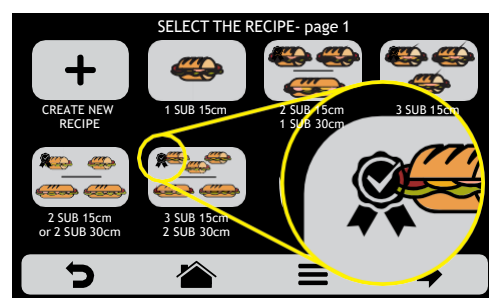 SELECT THE RECIPE- page 1
CREATE NEW
RECIPE
1 SUB 15cm
2 SUB 15cm
1 SUB 30cm
3 SUB 15cm
2 SUB 15cm
or 2 SUB 30cm
3 SUB 15cm
2 SUB 30cm